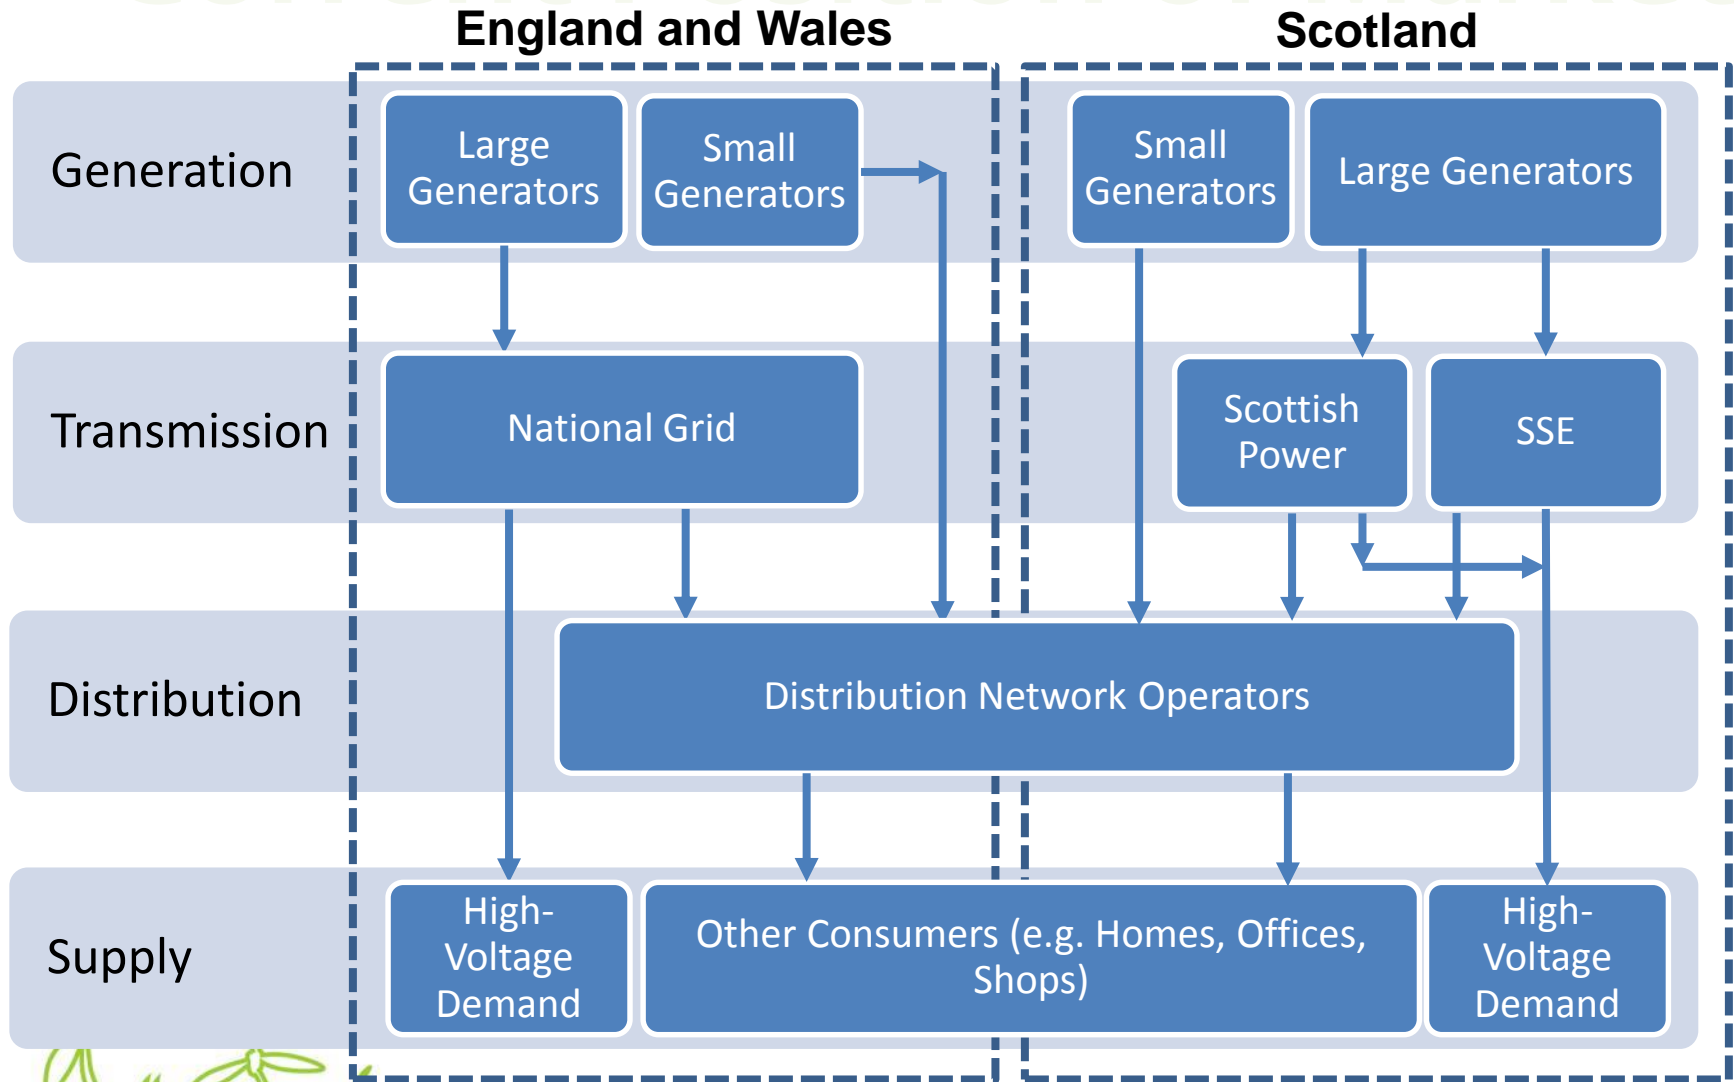 England and Wales
Scotland
Generation
Large
Generators
Small
Generators
Small
Generators
Large Generators
Transmission
National Grid
Scottish
Power
SSE
Distribution
Distribution Network Operators
Supply
High-
Voltage
Demand
Other Consumers (e.g. Homes, Offices,
Shops)
High-
Voltage
Demand